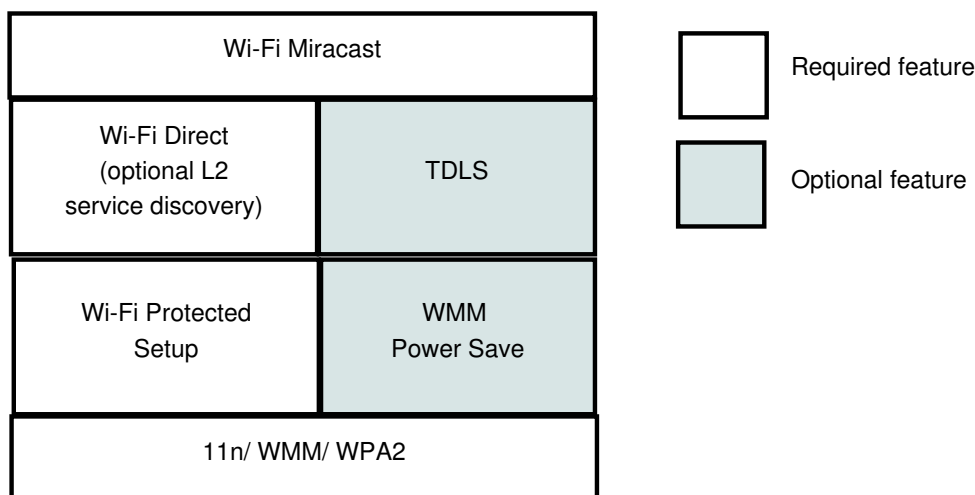 Wi-Fi Miracast
Wi-Fi Direct
(optional L2
service discovery)
TDLS
Wi-Fi Protected
Setup
WMM
Power Save
11n/ WMM/ WPA2
Required feature
Optional feature